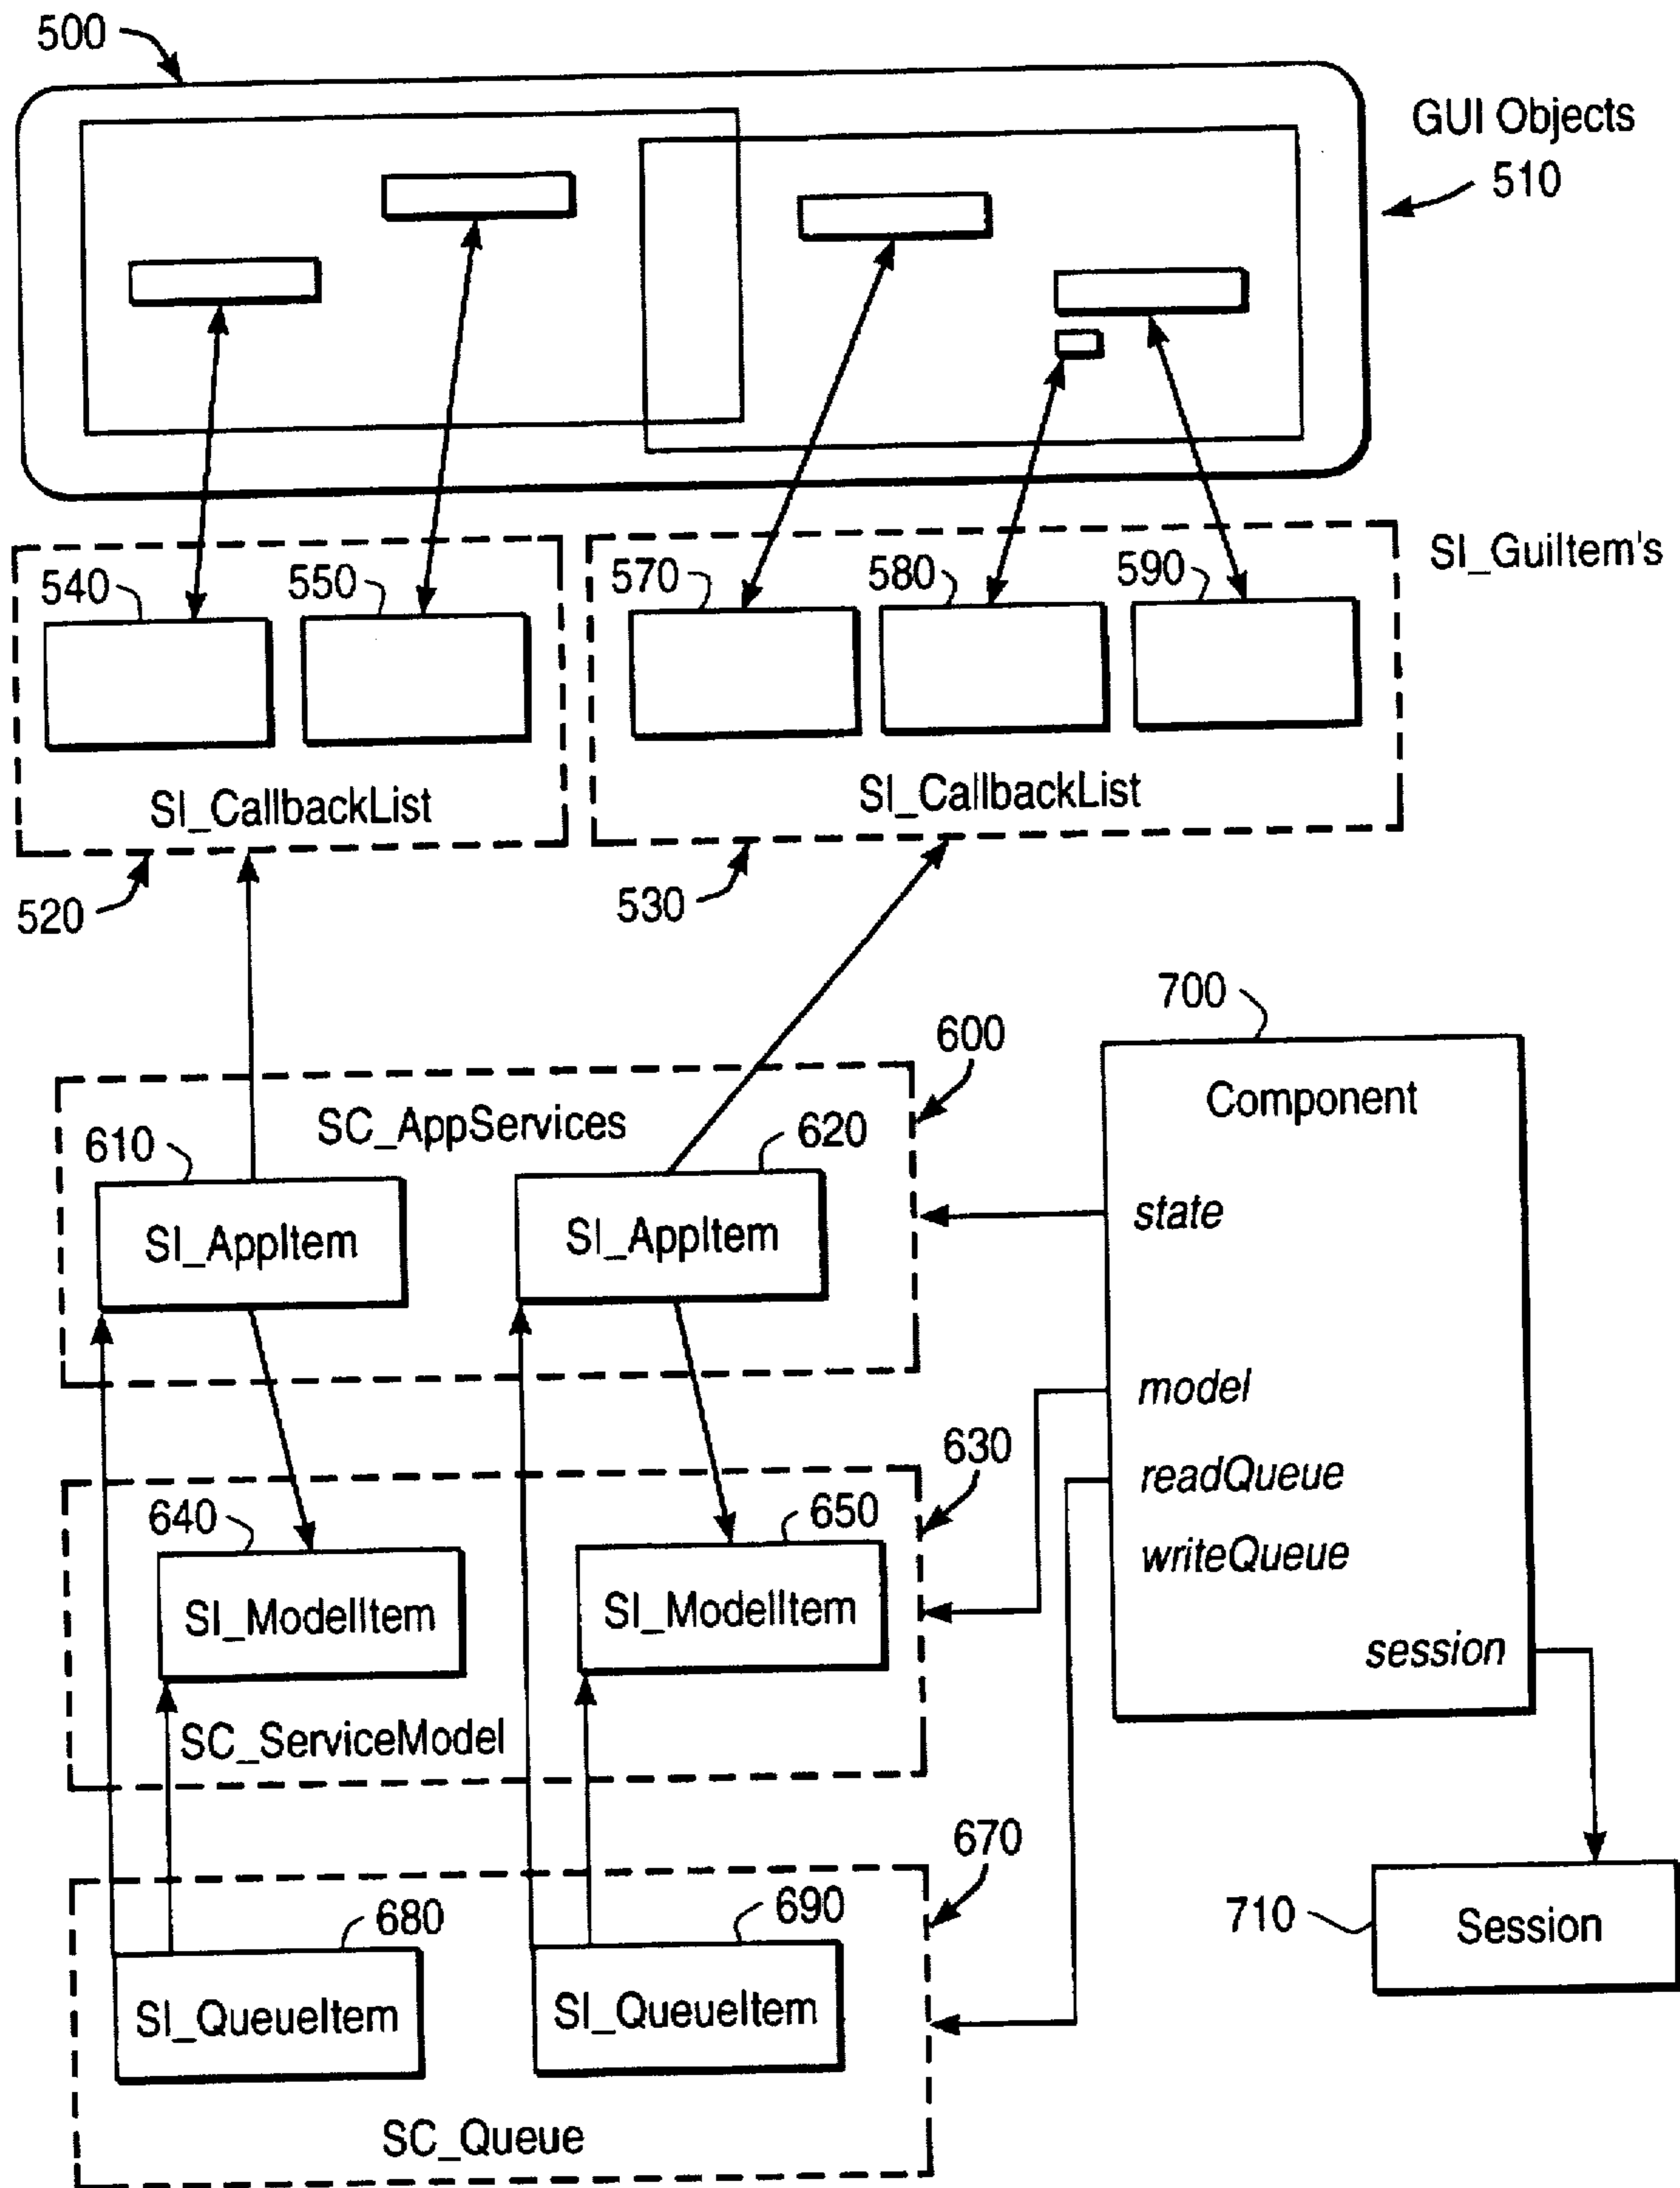 500
GUI Objects
510
SI_GuiItem's
540
550
570
580
590
SI_CallbackList
SI_CallbackList
520
530
700
600
Component
SC_AppServices
610
620
state
SI_AppItem
SI_AppItem
model
630
readQueue
640
650
writeQueue
SI_ModelItem
SI_ModelItem
session
SC_ServiceModel
670
680
690
710
Session
SI_QueueItem
SI_QueueItem
SC_Queue